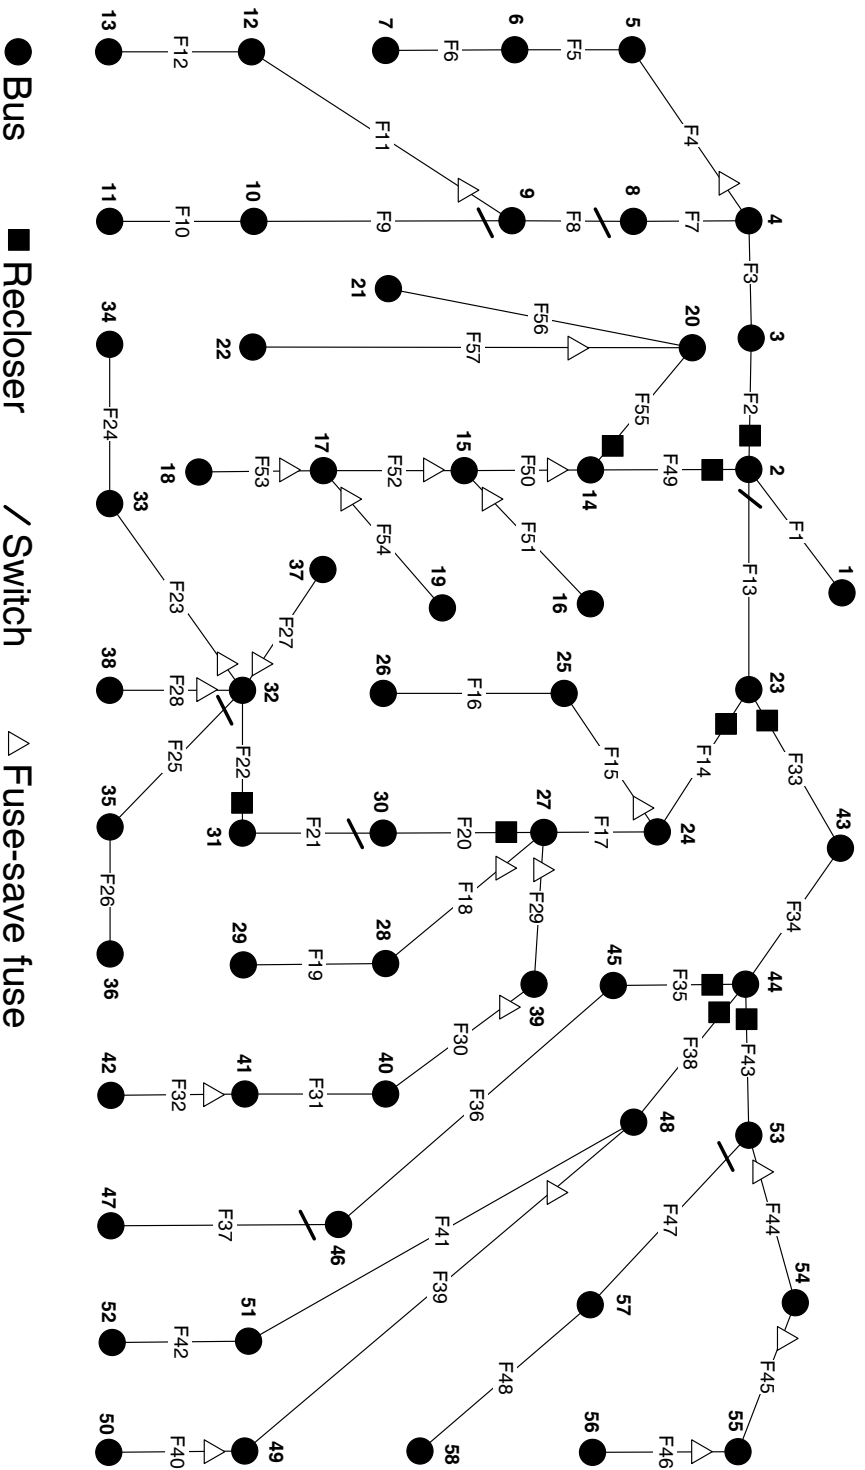 1
43
54
F1
F33
F34
4
3
2
23
44
53
F44
F45
F3
F2
F13
F43
55
F14
F4
F7
20
F49
24
F35
F38
48
F47
F46
5
8
F55
F15
F17
45
57
56
F5
F8
14
16
25
6
9
F56
F50
F51
27
F29
39
F48
F6
F57
15
19
F16
F20
F18
F30
F36
F41
F39
58
7
F11
F9
F52
F54
26
30
28
40
21
46
17
F21
F19
F31
37
F27
49
12
10
F53
32
F22
29
41
51
22
31
F37
F12
F10
18
F23
F28
F25
F32
F42
F40
33
13
11
34
F24
38
35
F26
36
42
47
52
50
Bus Recloser Switch Fuse-save fuse